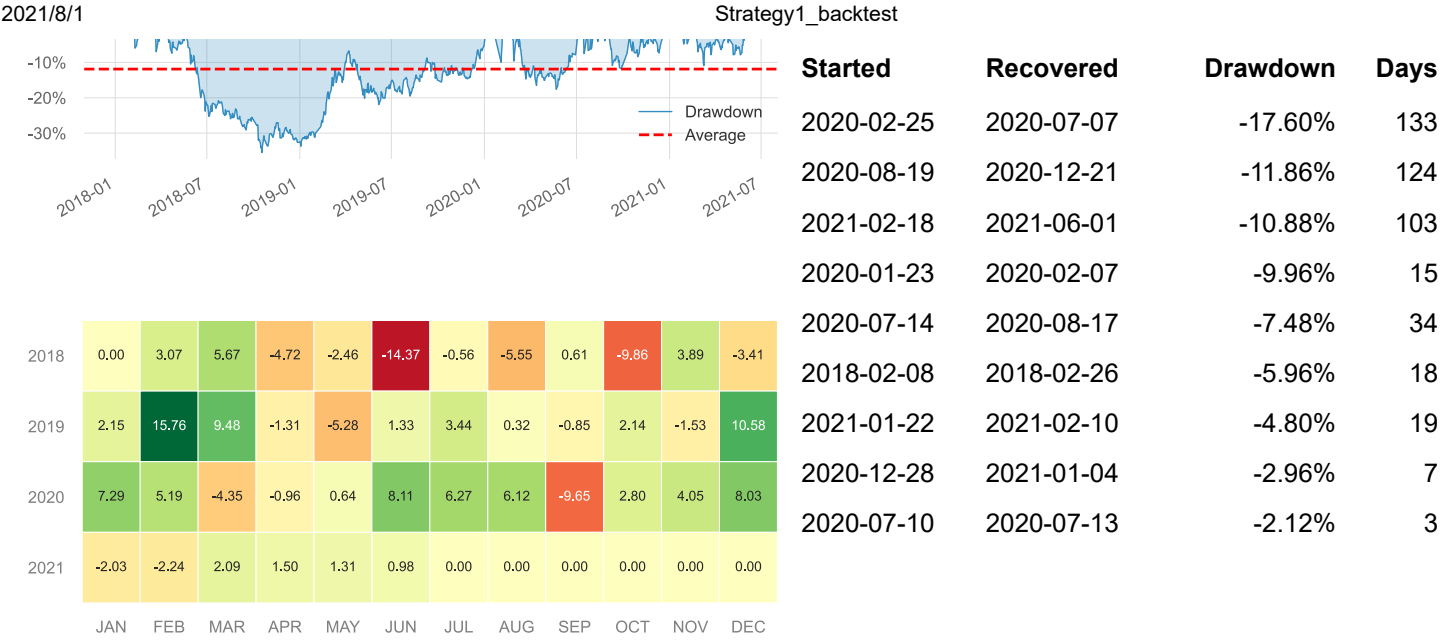 2021/8/1 Strategy1_backtest
-10%
-20%
-30%
Drawdown
Average
2018-01 2018-07 2019-01 2019-07 2020-01 2020-07 2021-01 2021-07
Started Recovered Drawdown Days
2020-02-25 2020-07-07 -17.60% 133
2020-08-19 2020-12-21 -11.86% 124
2021-02-18 2021-06-01 -10.88% 103
2020-01-23 2020-02-07 -9.96% 15
2020-07-14 2020-08-17 -7.48% 34
2018-02-08 2018-02-26 -5.96% 18
2021-01-22 2021-02-10 -4.80% 19
2020-12-28 2021-01-04 -2.96% 7
2020-07-10 2020-07-13 -2.12% 3
2018 0.00 3.07 5.67 -4.72 -2.46 -14.37 -0.56 -5.55 0.61 -9.86 3.89 -3.41
2019 2.15 15.76 9.48 -1.31 -5.28 1.33 3.44 0.32 -0.85 2.14 -1.53 10.58
2020 7.29 5.19 -4.35 -0.96 0.64 8.11 6.27 6.12 -9.65 2.80 4.05 8.03
2021 -2.03 -2.24 2.09 1.50 1.31 0.98 0.00 0.00 0.00 0.00 0.00 0.00
JAN FEB MAR APR MAY JUN JUL AUG SEP OCT NOV DEC